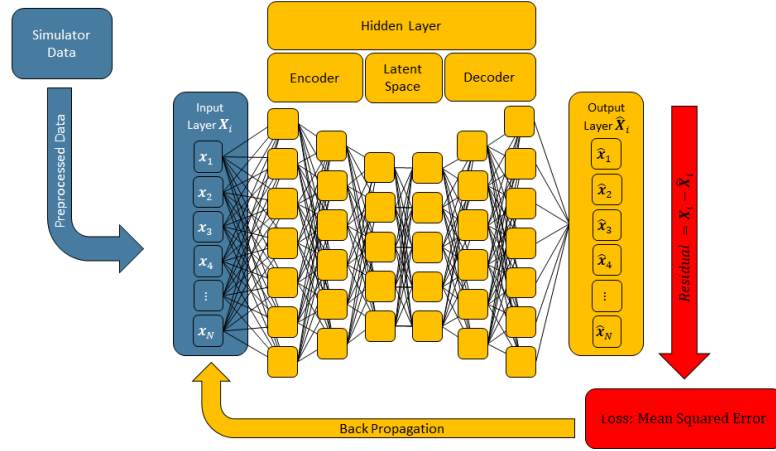 Simulator
Data
Preprocessed Data
Hidden Layer
Encoder
Latent
Space
Decoder
Input
Layer X_i
x_1
x_2
x_3
x_4
⋮
x_N
Output
Layer X̂_i
x̂_1
x̂_2
x̂_3
x̂_4
⋮
x̂_N
Residual = X_i − X̂_i
Loss: Mean Squared Error
Back Propagation